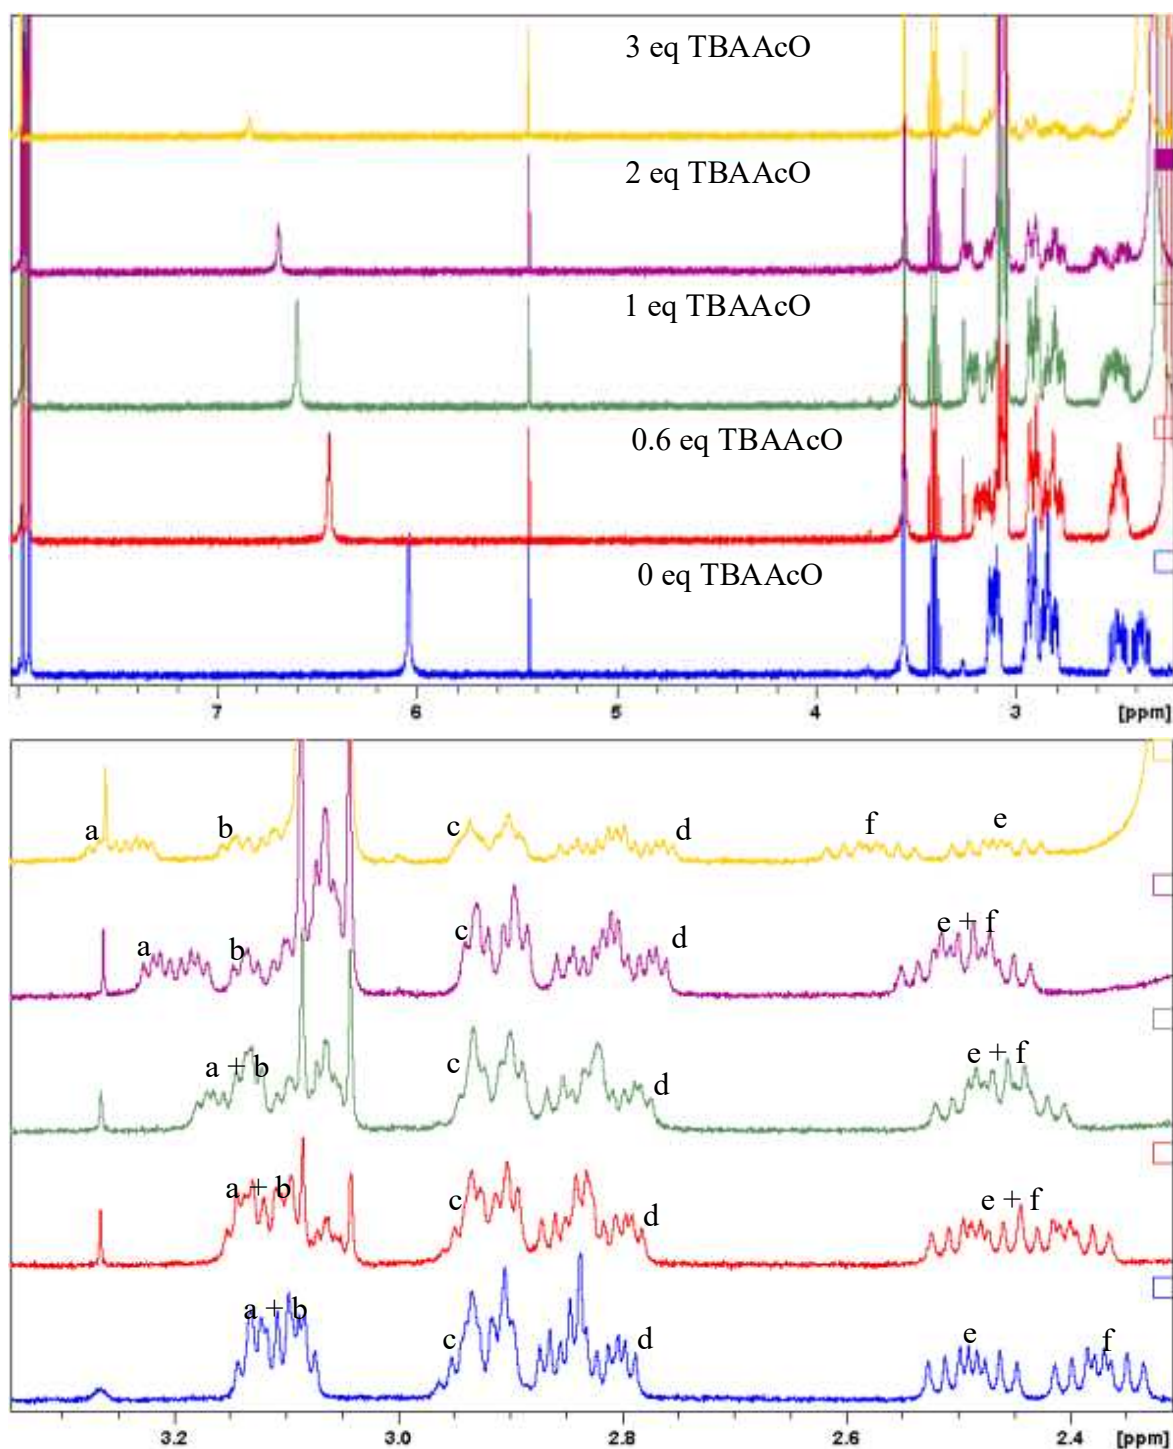 3 eq TBAAcO
2 eq TBAAcO
1 eq TBAAcO
0.6 eq TBAAcO
0 eq TBAAcO
7 6 5 4 3 [ppm]
a b c d f e
a b c d e + f
a + b c d e + f
a + b c d e + f
a + b c d e f
3.2 3.0 2.8 2.6 2.4 [ppm]